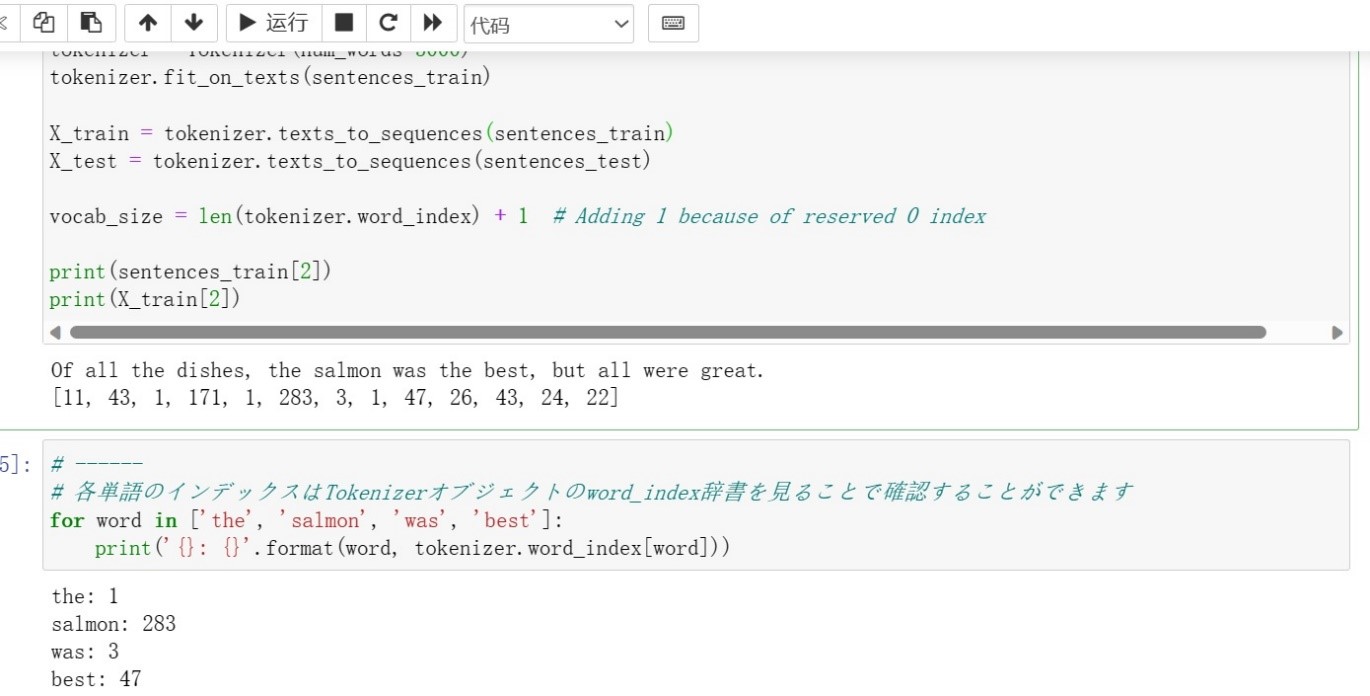 运行
代码
tokenizer.fit_on_texts(sentences_train)
X_train = tokenizer.texts_to_sequences(sentences_train)
X_test = tokenizer.texts_to_sequences(sentences_test)
vocab_size = len(tokenizer.word_index) + 1  # Adding 1 because of reserved 0 index
print(sentences_train[2])
print(X_train[2])
Of all the dishes, the salmon was the best, but all were great.
[11, 43, 1, 171, 1, 283, 3, 1, 47, 26, 43, 24, 22]
5]:
# ------
# 各単語のインデックスはTokenizerオブジェクトのword_index辞書を見ることで確認することができます
for word in ['the', 'salmon', 'was', 'best']:
    print('{}: {}'.format(word, tokenizer.word_index[word]))
the: 1
salmon: 283
was: 3
best: 47